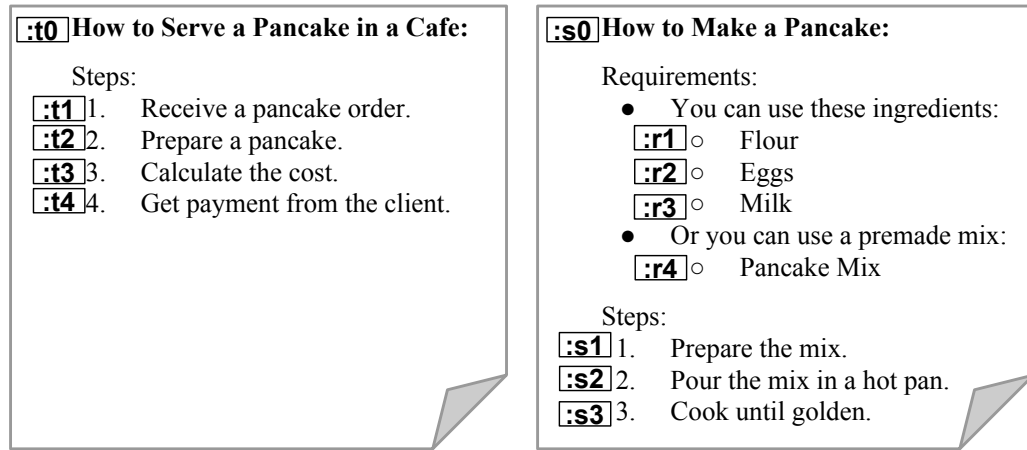 :t0 How to Serve a Pancake in a Cafe:
Steps:
:t1 1. Receive a pancake order.
:t2 2. Prepare a pancake.
:t3 3. Calculate the cost.
:t4 4. Get payment from the client.
:s0 How to Make a Pancake:
Requirements:
● You can use these ingredients:
:r1 ○ Flour
:r2 ○ Eggs
:r3 ○ Milk
● Or you can use a premade mix:
:r4 ○ Pancake Mix
Steps:
:s1 1. Prepare the mix.
:s2 2. Pour the mix in a hot pan.
:s3 3. Cook until golden.